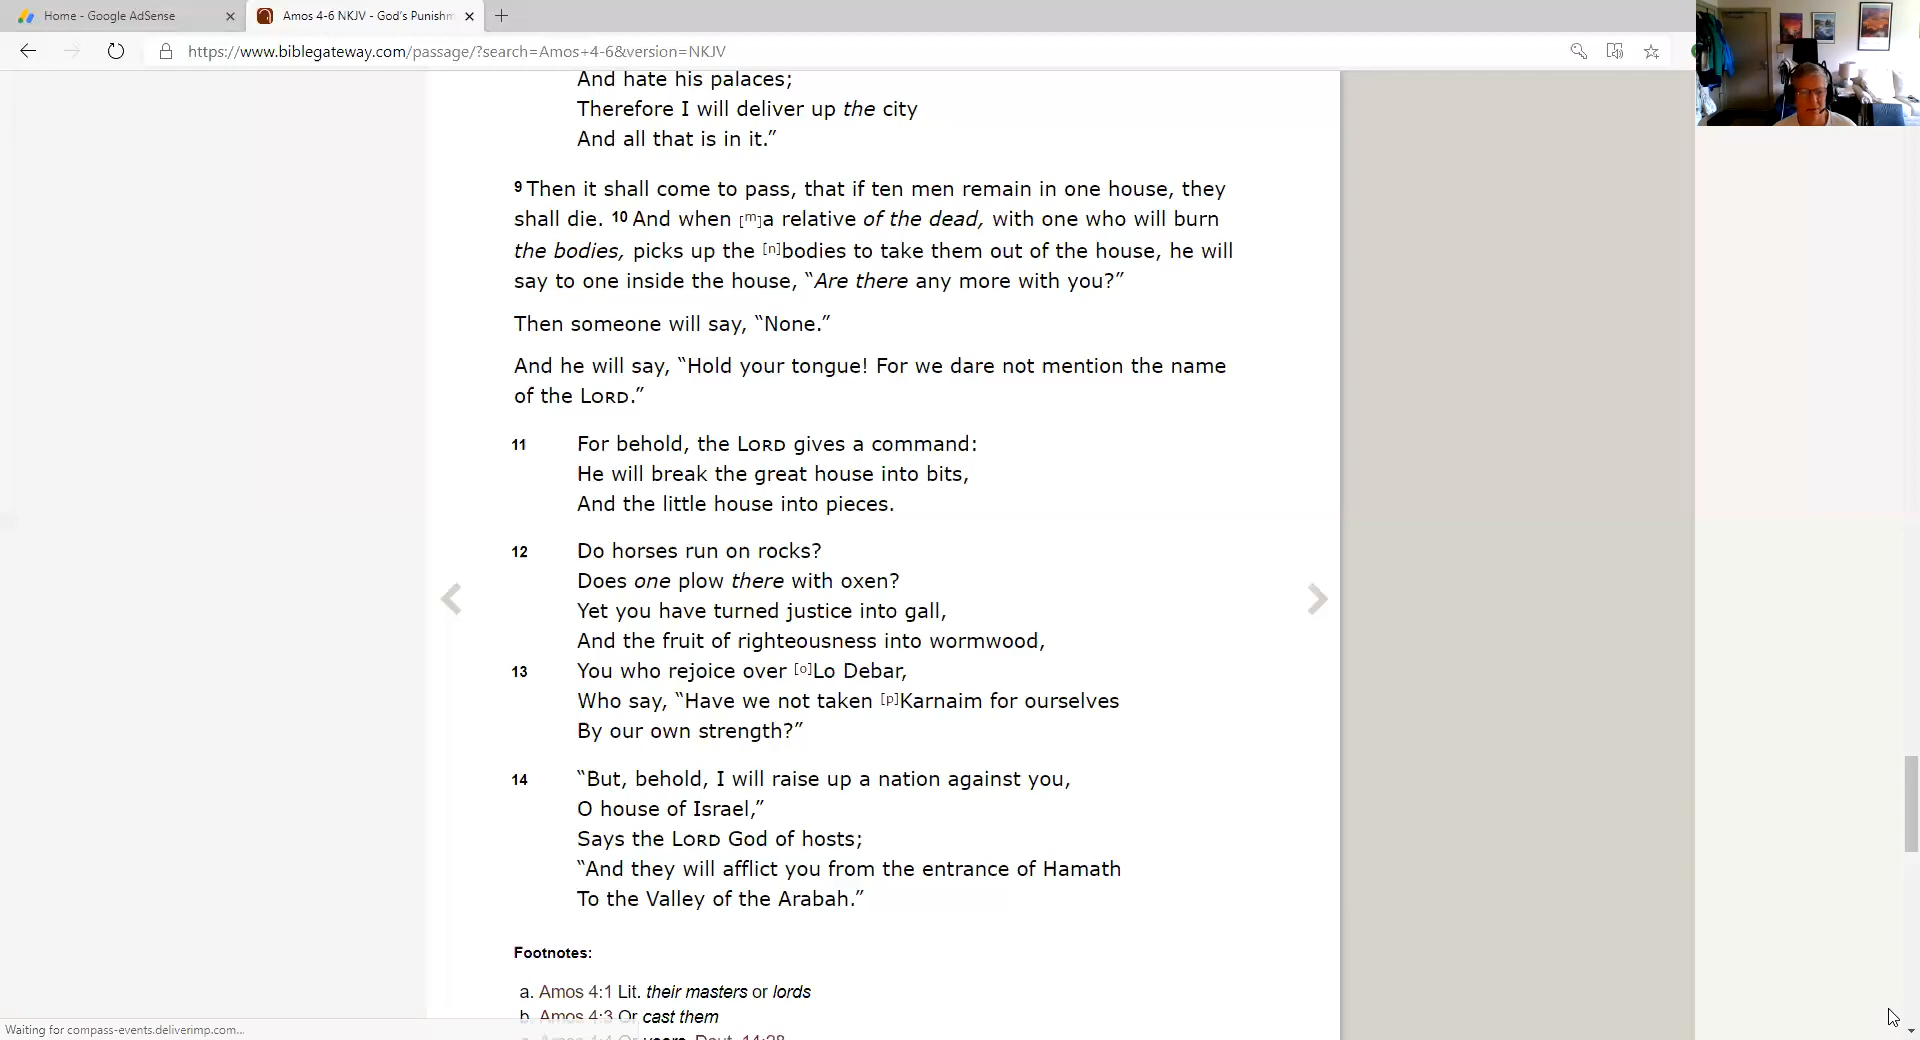 Home - Google AdSense
Amos 4-6 NKJV - God's Punishm
https://www.biblegateway.com/passage/?search=Amos+4-6&version=NKJV
And hate his palaces;
Therefore I will deliver up the city
And all that is in it.”
9 Then it shall come to pass, that if ten men remain in one house, they
shall die. 10 And when [m]a relative of the dead, with one who will burn
the bodies, picks up the [n]bodies to take them out of the house, he will
say to one inside the house, “Are there any more with you?”
Then someone will say, “None.”
And he will say, “Hold your tongue! For we dare not mention the name
of the LORD.”
11 For behold, the LORD gives a command:
He will break the great house into bits,
And the little house into pieces.
12 Do horses run on rocks?
Does one plow there with oxen?
Yet you have turned justice into gall,
And the fruit of righteousness into wormwood,
13 You who rejoice over [o]Lo Debar,
Who say, “Have we not taken [p]Karnaim for ourselves
By our own strength?”
14 “But, behold, I will raise up a nation against you,
O house of Israel,”
Says the LORD God of hosts;
“And they will afflict you from the entrance of Hamath
To the Valley of the Arabah.”
Footnotes:
a. Amos 4:1 Lit. their masters or lords
b. Amos 4:3 Or cast them
Amos 4:4 Or years, Deut. 14:28
Waiting for compass-events.deliverimp.com...